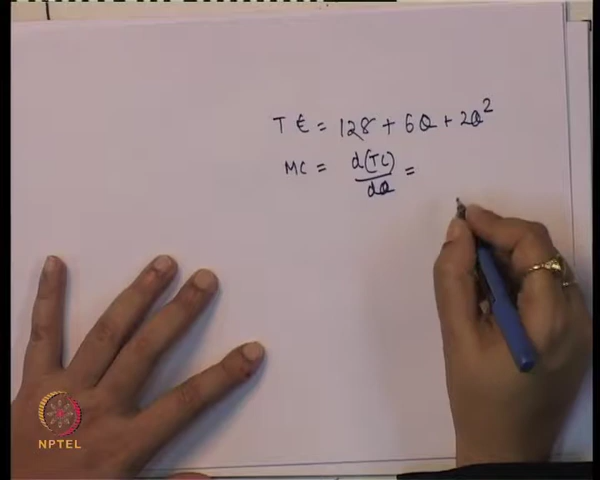 TC = 128 + 6Q + 2Q²
MC = d(TC)/dQ =
NPTEL